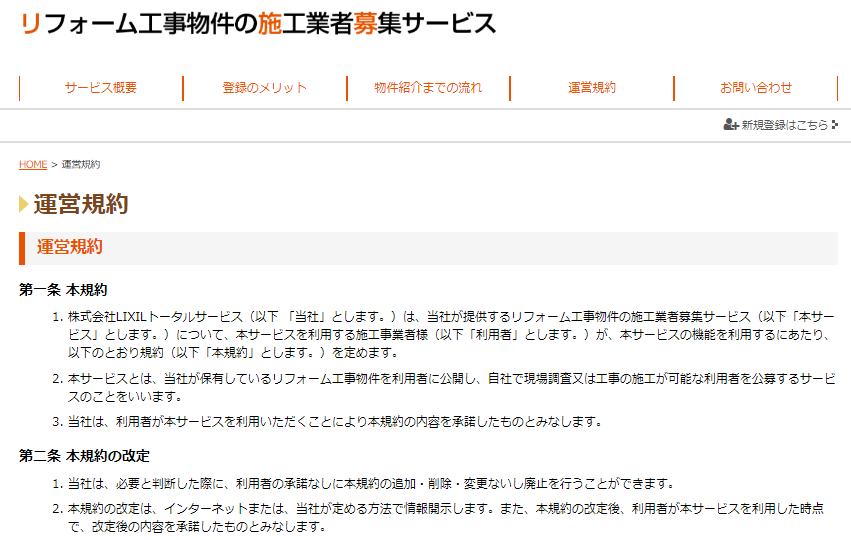 リフォーム工事物件の施工業者募集サービス
サービス概要
登録のメリット
物件紹介までの流れ
運営規約
お問い合わせ
新規登録はこちら
HOME > 運営規約
運営規約
運営規約
第一条 本規約
1. 株式会社LIXILトータルサービス（以下 「当社」とします。）は、当社が提供するリフォーム工事物件の施工業者募集サービス（以下「本サー
ビス」とします。）について、本サービスを利用する施工事業者様（以下「利用者」とします。）が、本サービスの機能を利用するにあたり、
以下のとおり規約（以下「本規約」とします。）を定めます。
2. 本サービスとは、当社が保有しているリフォーム工事物件を利用者に公開し、自社で現場調査又は工事の施工が可能な利用者を公募するサービ
スのことをいいます。
3. 当社は、利用者が本サービスを利用いただくことにより本規約の内容を承諾したものとみなします。
第二条 本規約の改定
1. 当社は、必要と判断した際に、利用者の承諾なしに本規約の追加・削除・変更ないし廃止を行うことができます。
2. 本規約の改定は、インターネットまたは、当社が定める方法で情報開示します。また、本規約の改定後、利用者が本サービスを利用した時点
で、改定後の内容を承諾したものとみなします。